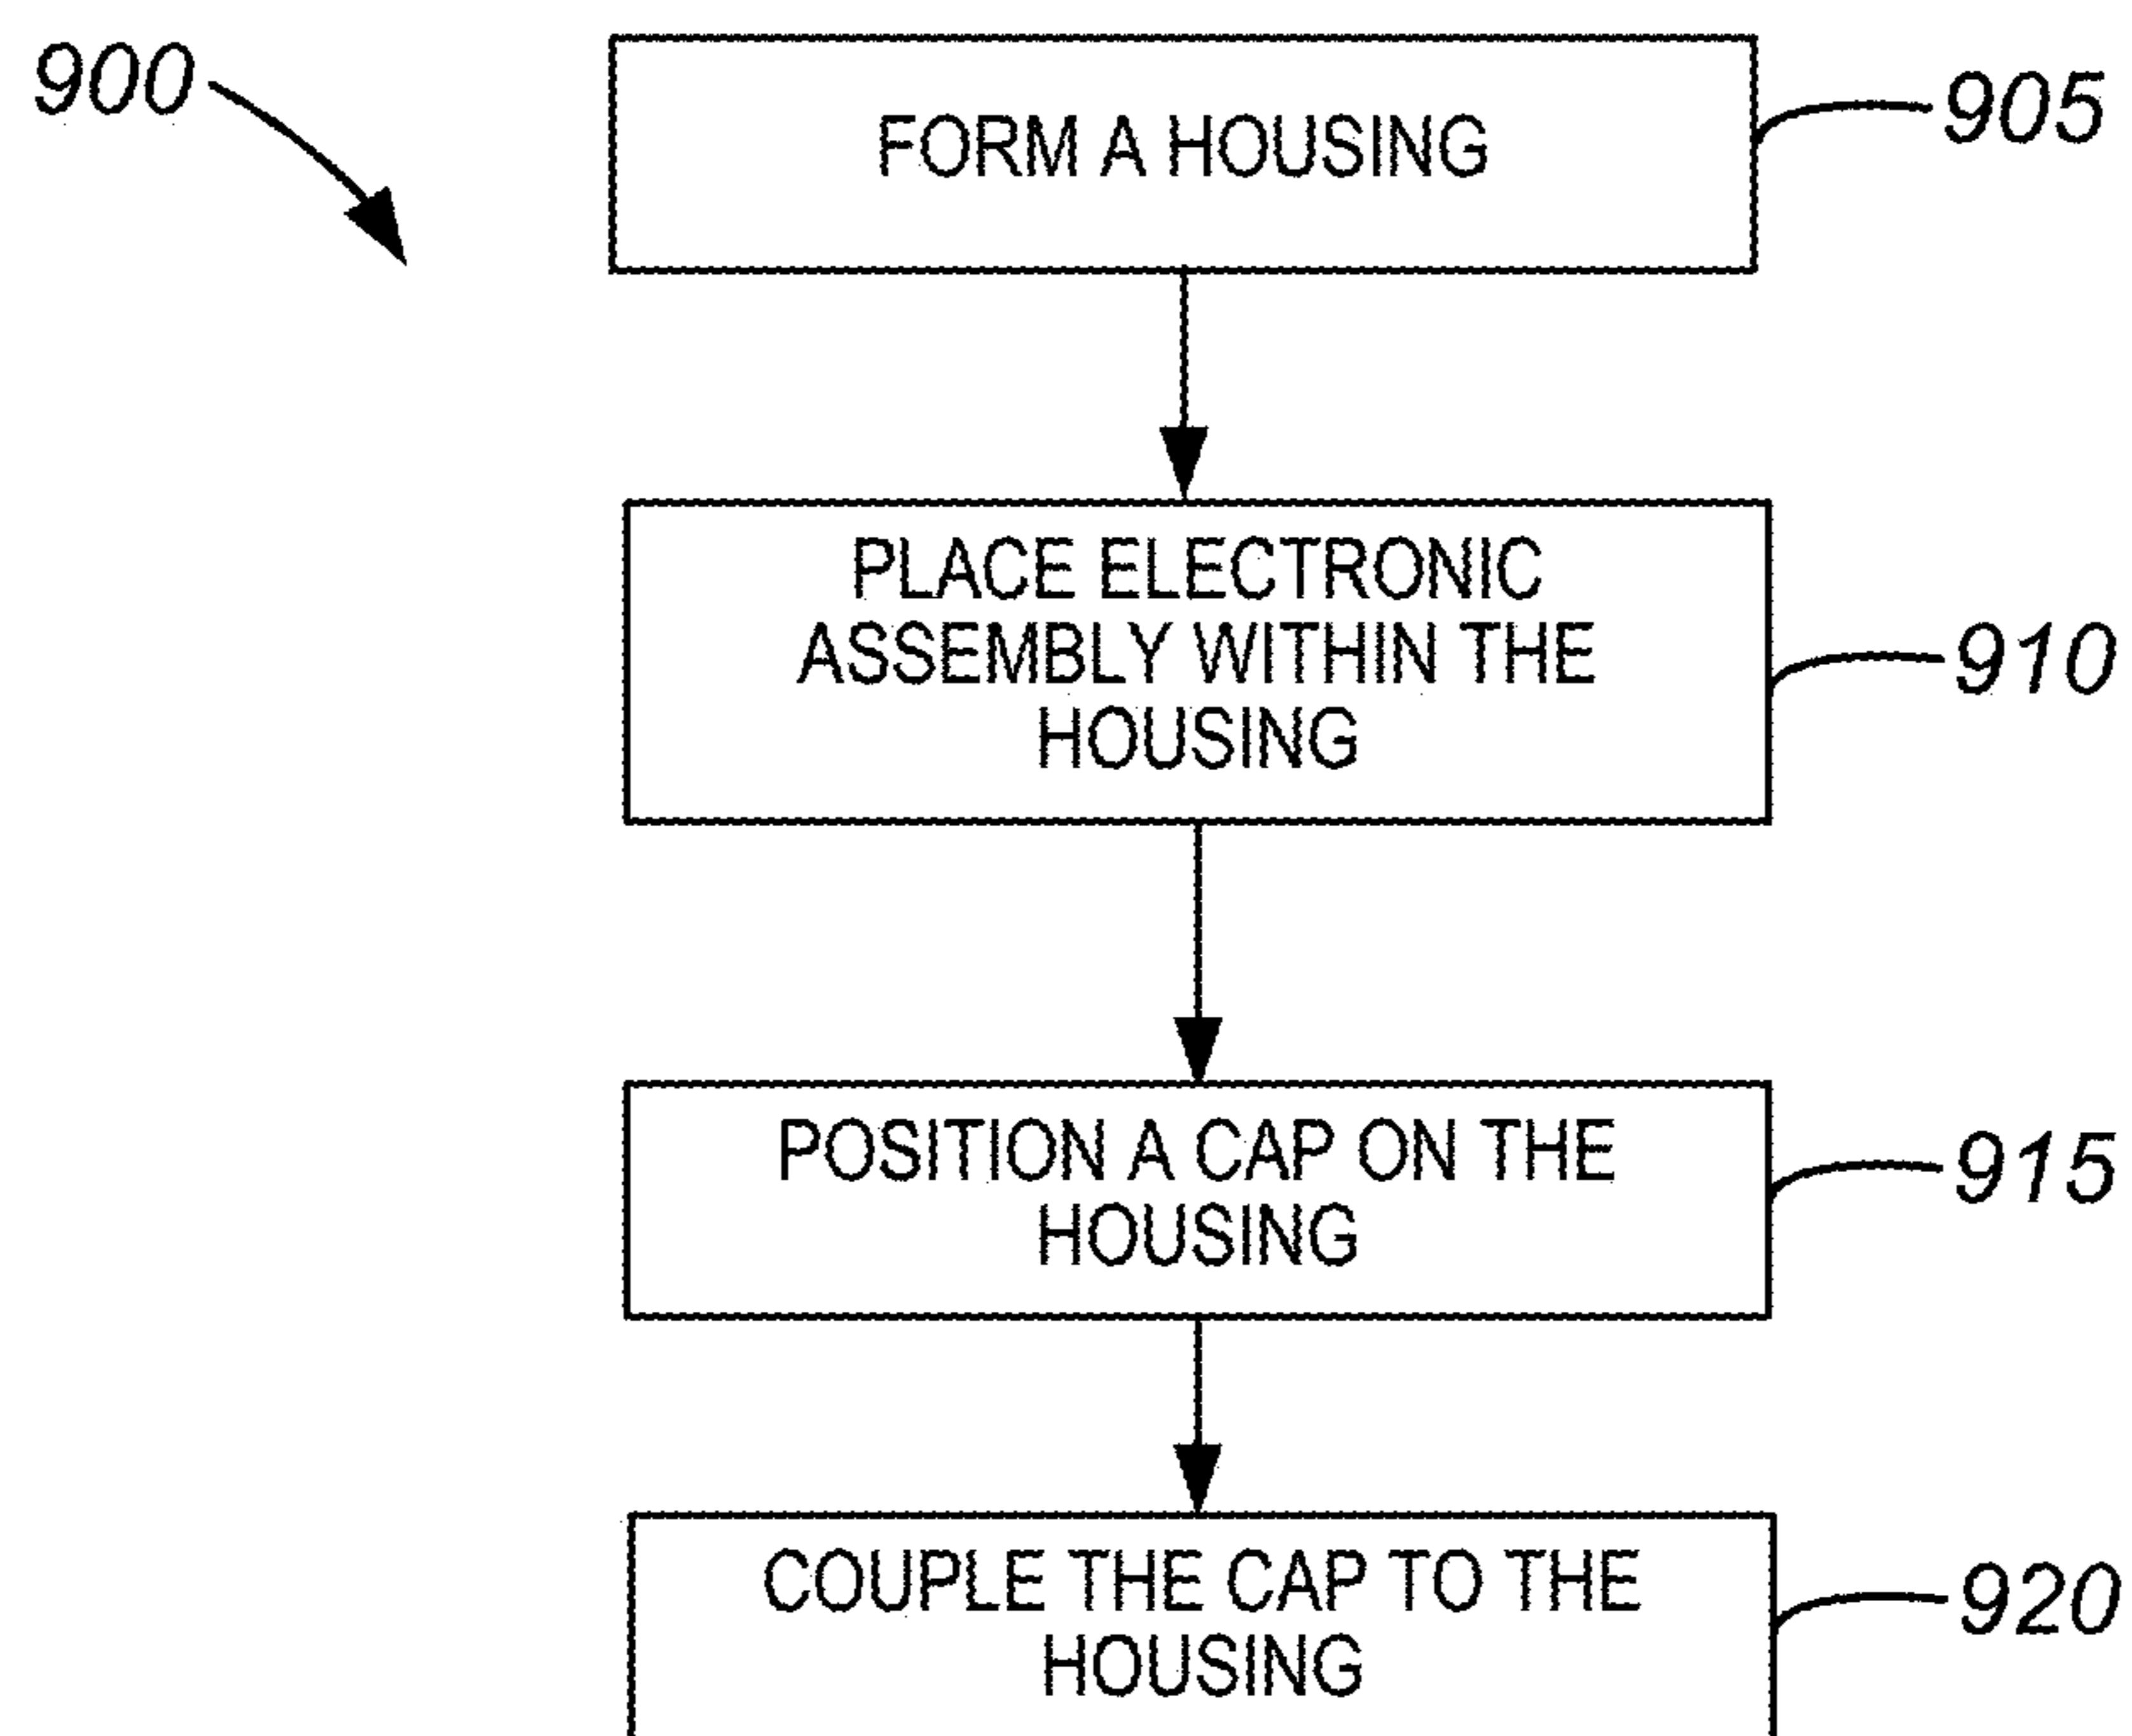 900
FORM A HOUSING
905
PLACE ELECTRONIC
ASSEMBLY WITHIN THE
HOUSING
910
POSITION A CAP ON THE
HOUSING
915
COUPLE THE CAP TO THE
HOUSING
920